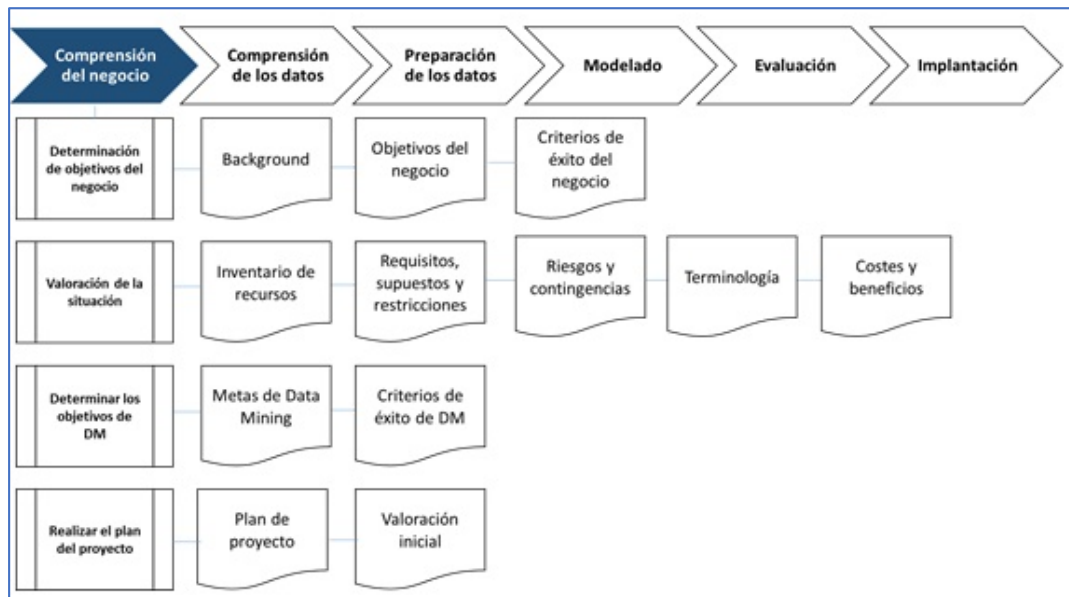 Comprensión
del negocio
Comprensión
de los datos
Preparación
de los datos
Modelado
Evaluación
Implantación
Determinación
de objetivos del
negocio
Background
Objetivos del
negocio
Criterios de
éxito del
negocio
Valoración de la
situación
Inventario de
recursos
Requisitos,
supuestos y
restricciones
Riesgos y
contingencias
Terminología
Costes y
beneficios
Determinar los
objetivos de
DM
Metas de Data
Mining
Criterios de
éxito de DM
Realizar el plan
del proyecto
Plan de
proyecto
Valoración
inicial